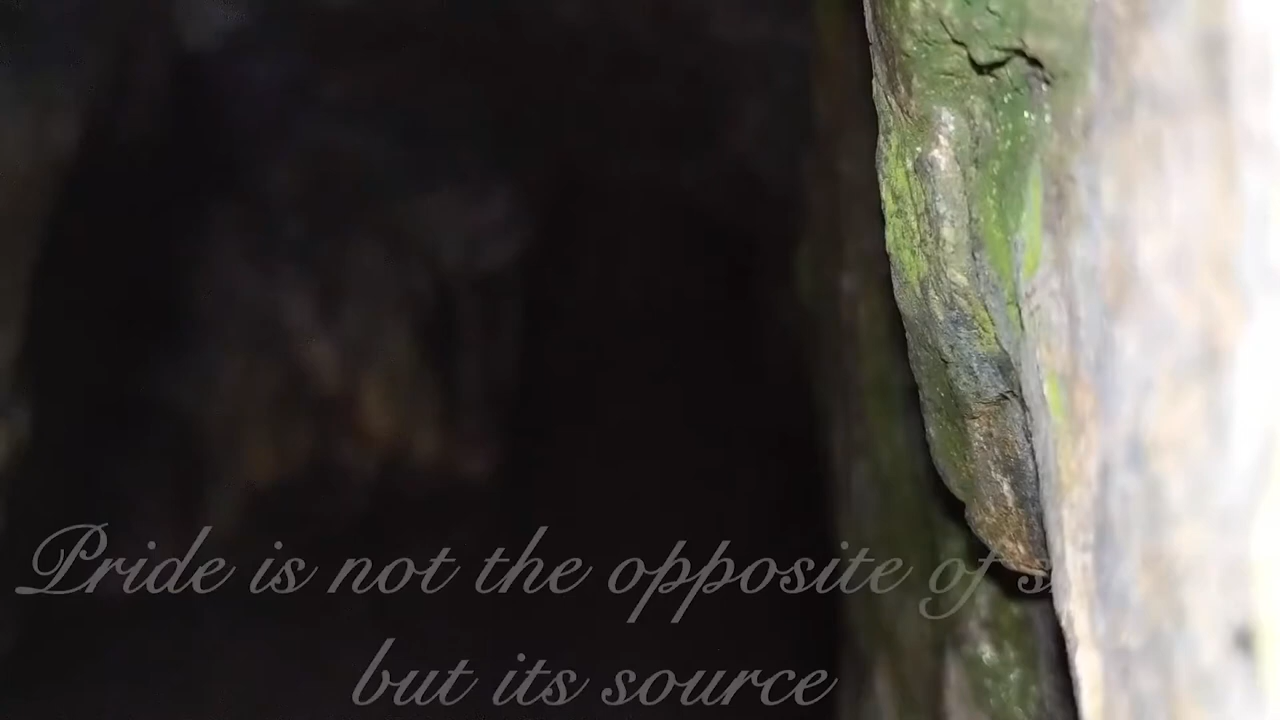 Pride is not the opposite of
but its source